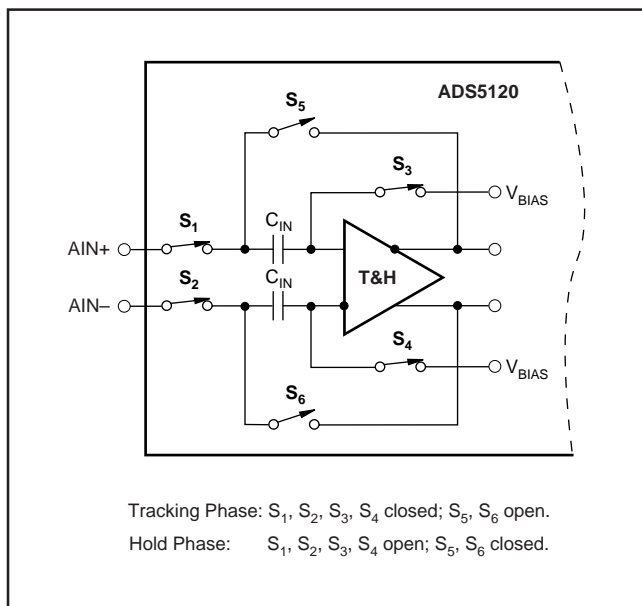 ADS5120
S5
S3
VBIAS
S1
CIN
AIN+
T&H
S2
CIN
AIN–
S4
VBIAS
S6
Tracking Phase: S1, S2, S3, S4 closed; S5, S6 open.
Hold Phase: S1, S2, S3, S4 open; S5, S6 closed.